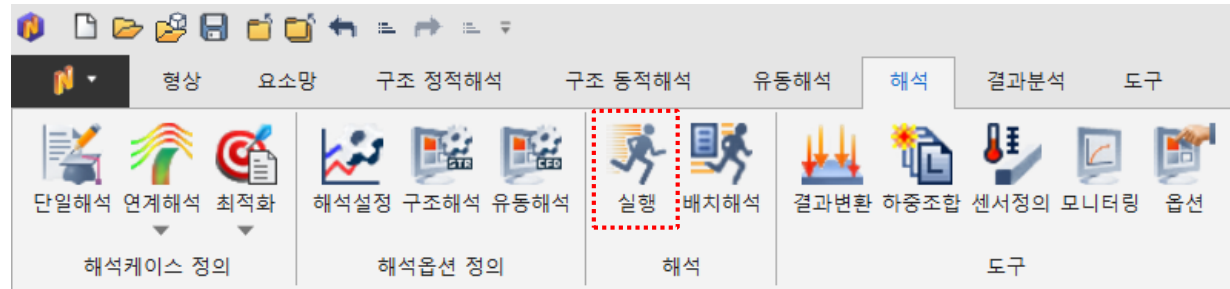 형상 요소망 구조 정적해석 구조 동적해석 유동해석 해석 결과분석 도구
STR CFD L
단일해석 연계해석 최적화 해석설정 구조해석 유동해석 실행 배치해석 결과변환 하중조합 센서정의 모니터링 옵션
해석케이스 정의 해석옵션 정의 해석 도구